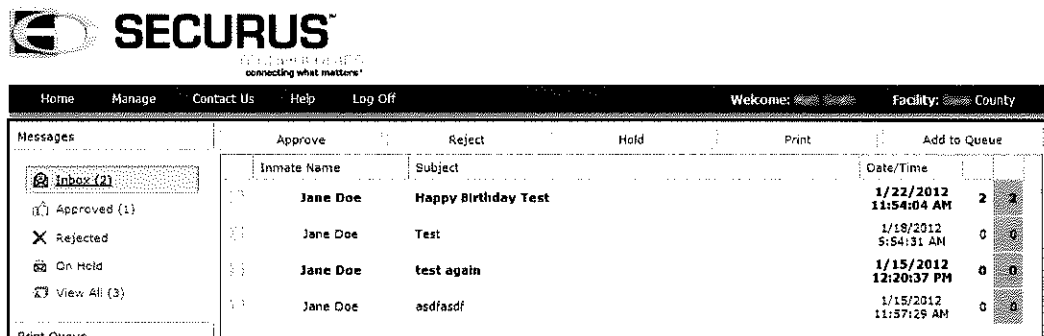 SECURUS™
connecting what matters™
Home Manage Contact Us Help Log Off Welcome: Facility: County
Messages Approve Reject Hold Print Add to Queue
Inmate Name Subject Date/Time
Inbox (2)
Jane Doe Happy Birthday Test 1/22/2012 11:54:04 AM 2 2
Approved (1)
Jane Doe Test 1/18/2012 5:54:31 AM 0 0
Rejected
Jane Doe test again 1/15/2012 12:20:37 PM 0 0
On Hold
View All (3)
Jane Doe asdfasdf 1/15/2012 11:57:29 AM 0 0
Print Queue